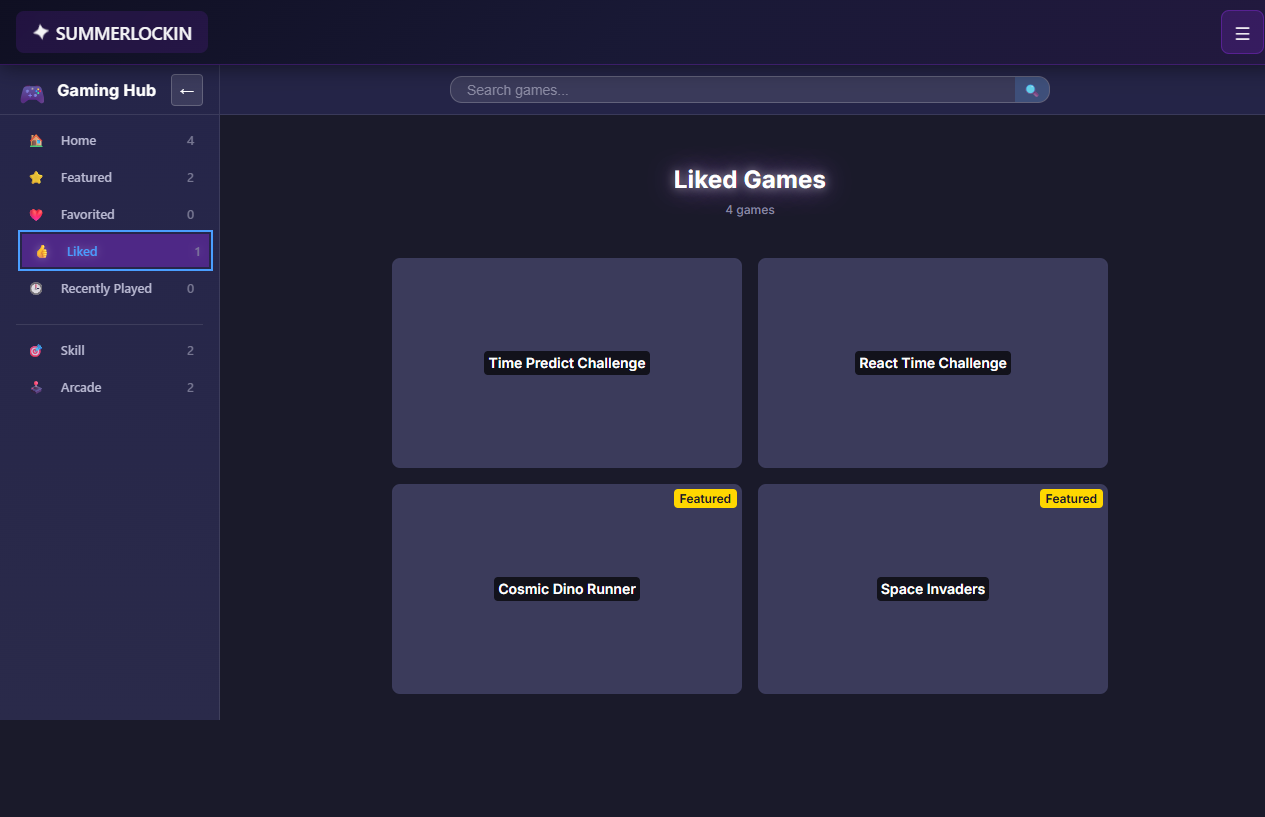 ✦ SUMMERLOCKIN
☰
Gaming Hub ←
Search games...
Home 4
Featured 2
Favorited 0
Liked 1
Recently Played 0
Skill 2
Arcade 2
Liked Games
4 games
Time Predict Challenge
React Time Challenge
Featured
Cosmic Dino Runner
Featured
Space Invaders